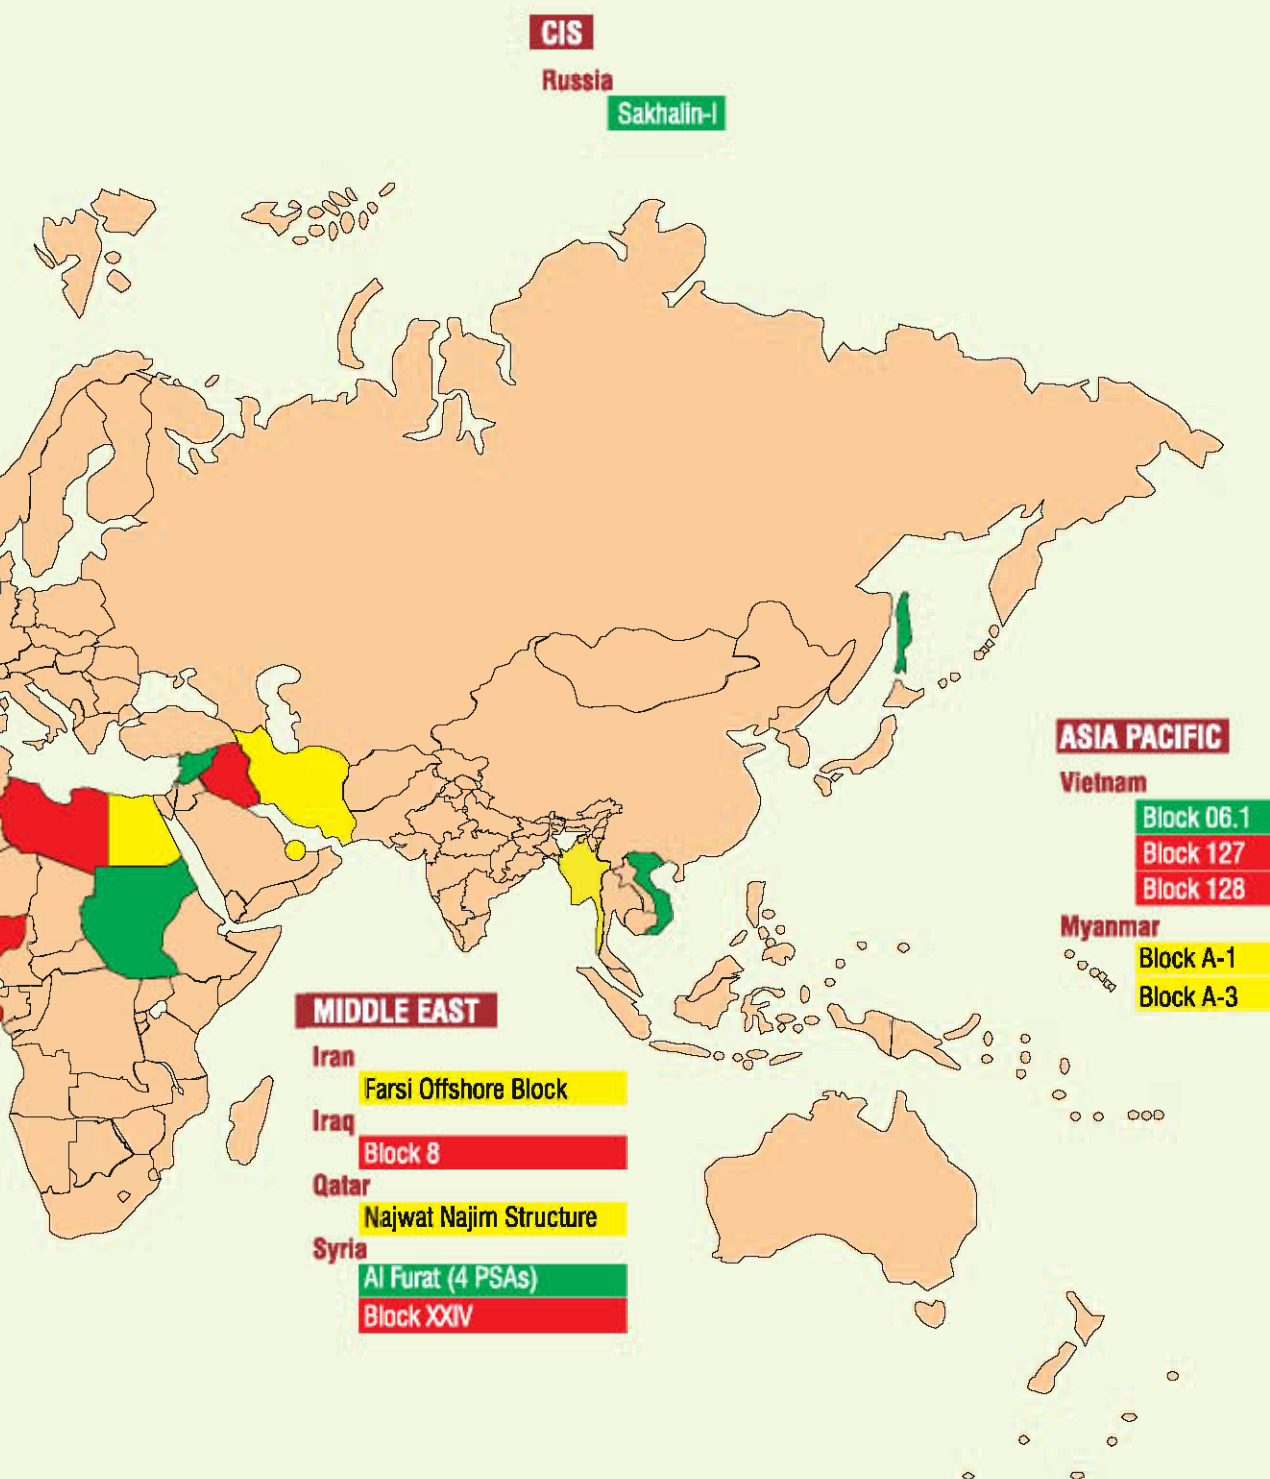 CIS
Russia
Sakhalin-I
ASIA PACIFIC
Vietnam
Block 06.1
Block 127
Block 128
Myanmar
Block A-1
Block A-3
MIDDLE EAST
Iran
Farsi Offshore Block
Iraq
Block 8
Qatar
Najwat Najim Structure
Syria
Al Furat (4 PSAs)
Block XXIV